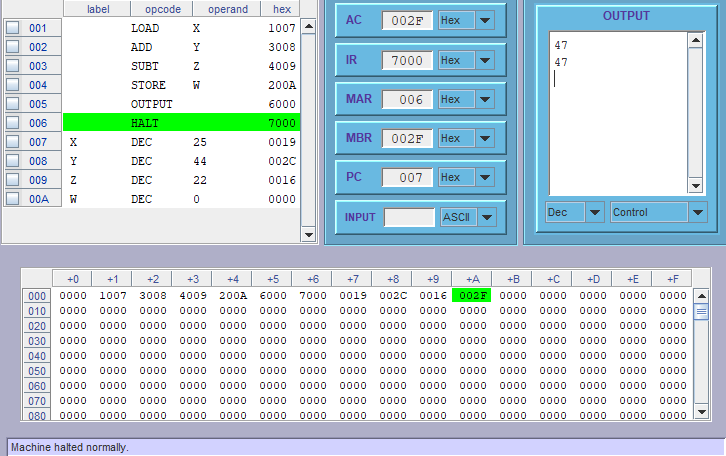 label opcode operand hex
001 LOAD X 1007
002 ADD Y 3008
003 SUBT Z 4009
004 STORE W 200A
005 OUTPUT 6000
006 HALT 7000
007 X DEC 25 0019
008 Y DEC 44 002C
009 Z DEC 22 0016
00A W DEC 0 0000
AC 002F Hex
IR 7000 Hex
MAR 006 Hex
MBR 002F Hex
PC 007 Hex
INPUT ASCII
OUTPUT
47
47
Dec Control
+0 +1 +2 +3 +4 +5 +6 +7 +8 +9 +A +B +C +D +E +F
000 0000 1007 3008 4009 200A 6000 7000 0019 002C 0016 002F 0000 0000 0000 0000 0000
010 0000 0000 0000 0000 0000 0000 0000 0000 0000 0000 0000 0000 0000 0000 0000 0000
020 0000 0000 0000 0000 0000 0000 0000 0000 0000 0000 0000 0000 0000 0000 0000 0000
030 0000 0000 0000 0000 0000 0000 0000 0000 0000 0000 0000 0000 0000 0000 0000 0000
040 0000 0000 0000 0000 0000 0000 0000 0000 0000 0000 0000 0000 0000 0000 0000 0000
050 0000 0000 0000 0000 0000 0000 0000 0000 0000 0000 0000 0000 0000 0000 0000 0000
060 0000 0000 0000 0000 0000 0000 0000 0000 0000 0000 0000 0000 0000 0000 0000 0000
070 0000 0000 0000 0000 0000 0000 0000 0000 0000 0000 0000 0000 0000 0000 0000 0000
080 0000 0000 0000 0000 0000 0000 0000 0000 0000 0000 0000 0000 0000 0000 0000 0000
Machine halted normally.